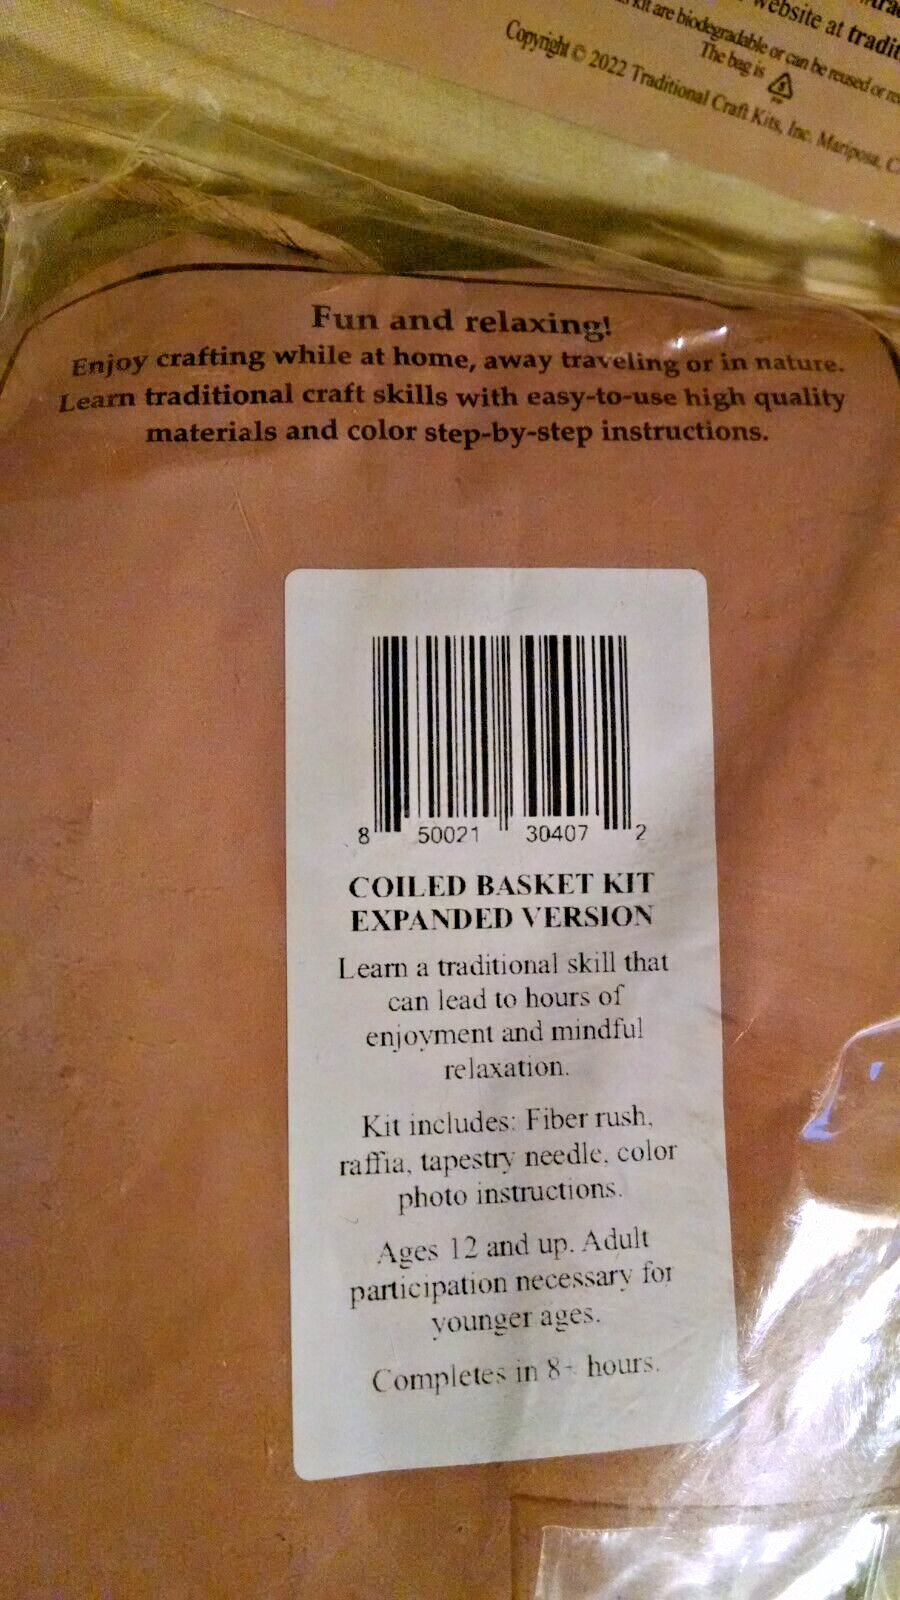 website at
kit are biodegradable or can be reused or
The bag is
Copyright © 2022 Traditional Craft Kits, Inc. Mariposa,
Fun and relaxing!
Enjoy crafting while at home, away traveling or in nature.
Learn traditional craft skills with easy-to-use high quality
materials and color step-by-step instructions.
8 50021 30407 2
COILED BASKET KIT
EXPANDED VERSION
Learn a traditional skill that
can lead to hours of
enjoyment and mindful
relaxation.
Kit includes: Fiber rush,
raffia, tapestry needle, color
photo instructions.
Ages 12 and up. Adult
participation necessary for
younger ages.
Completes in 8+ hours.